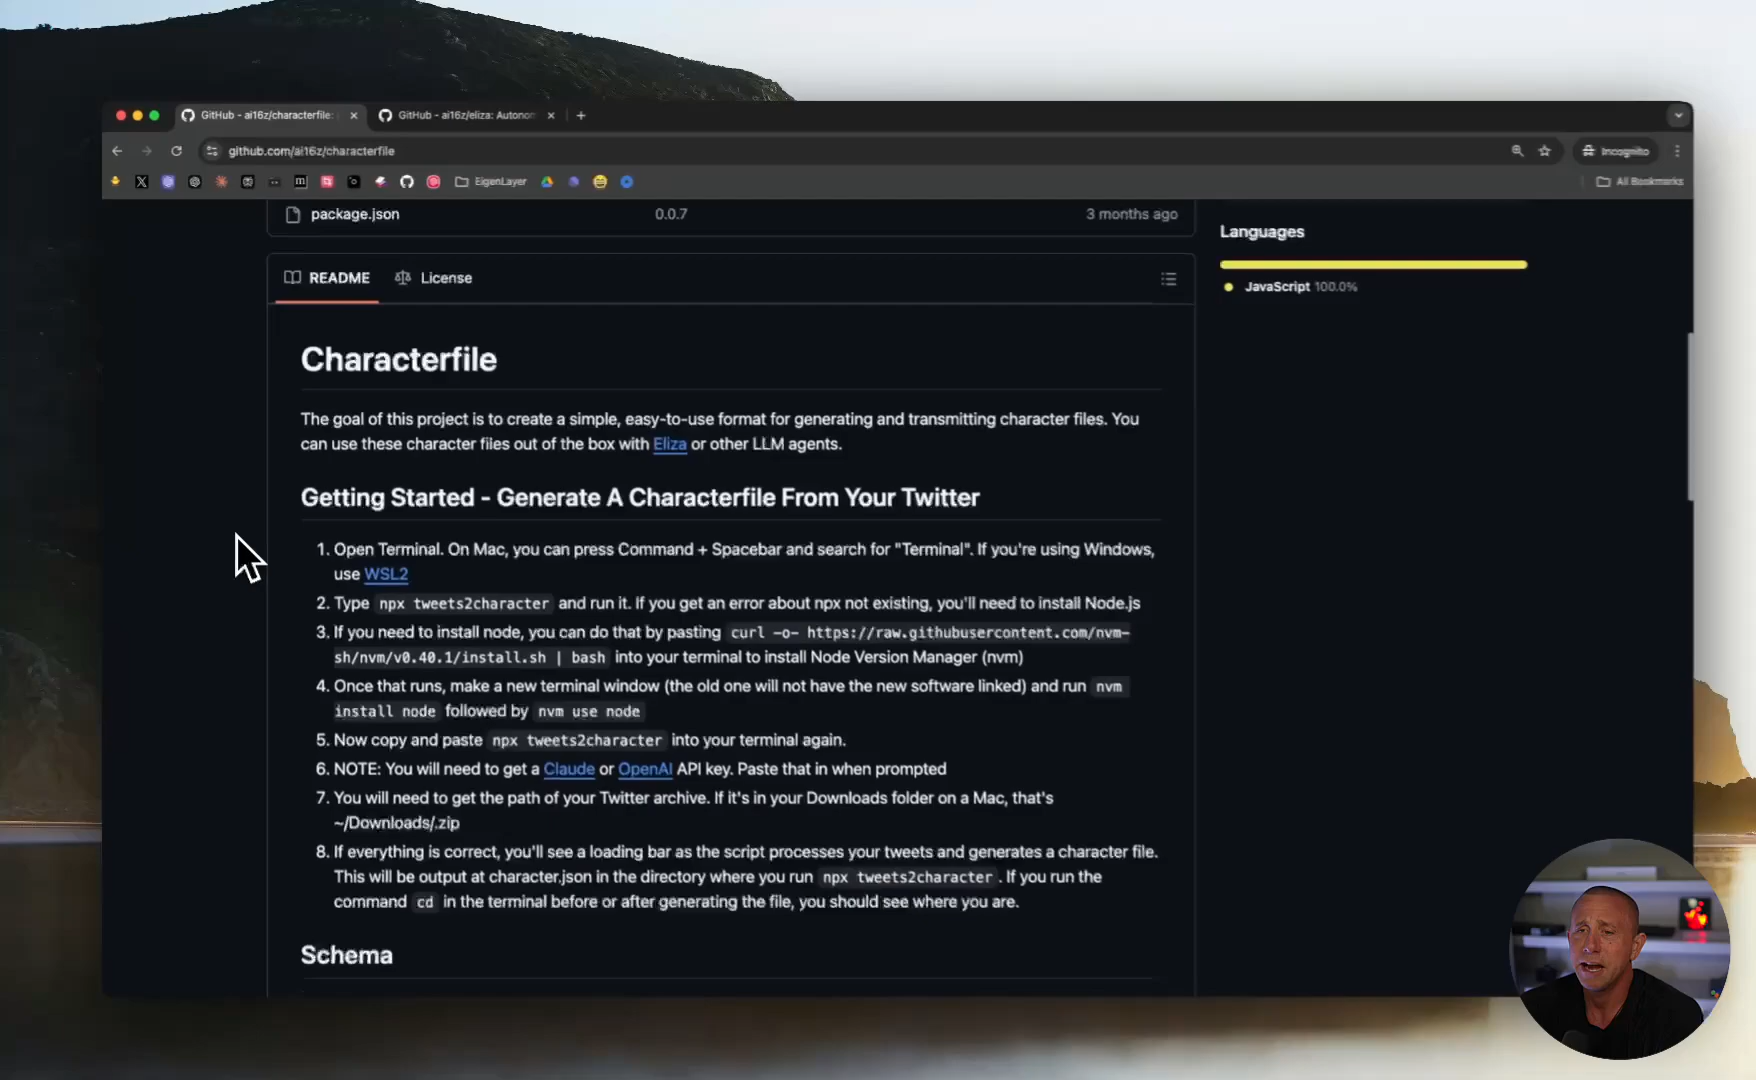 GitHub - ai16z/characterfile:
GitHub - ai16z/eliza: Autonom
github.com/ai16z/characterfile
Incognito
EigenLayer
All Bookmarks
package.json 0.0.7 3 months ago
Languages
JavaScript 100.0%
README License
Characterfile
The goal of this project is to create a simple, easy-to-use format for generating and transmitting character files. You
can use these character files out of the box with Eliza or other LLM agents.
Getting Started - Generate A Characterfile From Your Twitter
1. Open Terminal. On Mac, you can press Command + Spacebar and search for "Terminal". If you're using Windows,
use WSL2
2. Type npx tweets2character and run it. If you get an error about npx not existing, you'll need to install Node.js
3. If you need to install node, you can do that by pasting curl -o- https://raw.githubusercontent.com/nvm-
sh/nvm/v0.40.1/install.sh | bash into your terminal to install Node Version Manager (nvm)
4. Once that runs, make a new terminal window (the old one will not have the new software linked) and run nvm
install node followed by nvm use node
5. Now copy and paste npx tweets2character into your terminal again.
6. NOTE: You will need to get a Claude or OpenAI API key. Paste that in when prompted
7. You will need to get the path of your Twitter archive. If it's in your Downloads folder on a Mac, that's
~/Downloads/.zip
8. If everything is correct, you'll see a loading bar as the script processes your tweets and generates a character file.
This will be output at character.json in the directory where you run npx tweets2character. If you run the
command cd in the terminal before or after generating the file, you should see where you are.
Schema